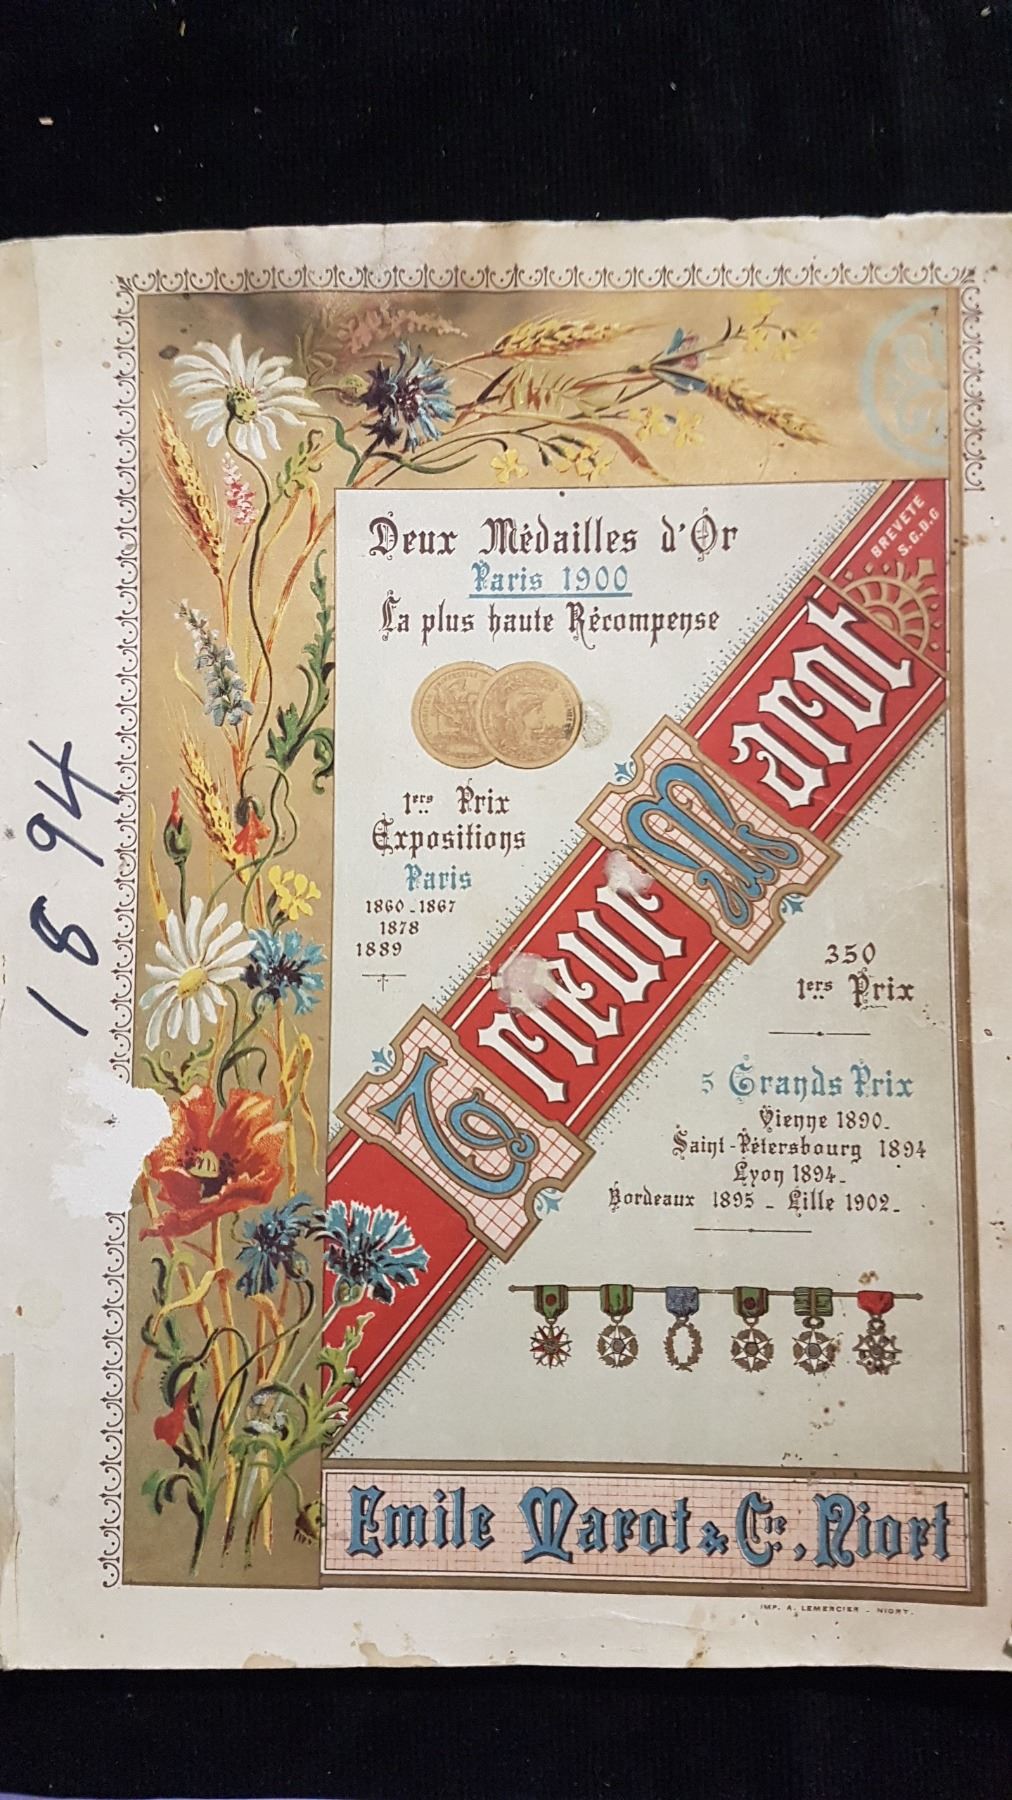 Deux Médailles d'Or
Paris 1900
La plus haute Récompense
BREVETÉ
S.G.D.G
Trieur Marot
1ers Prix
Expositions
Paris
1860-1867
1878
1889
350
1ers Prix
5 Grands Prix
Vienne 1890-
Saint-Pétersbourg 1894
Lyon 1894-
Bordeaux 1895 - Lille 1902-
Emile Marot & Cie, Niort
IMP. A. LEMERCIER - NIORT.
1894